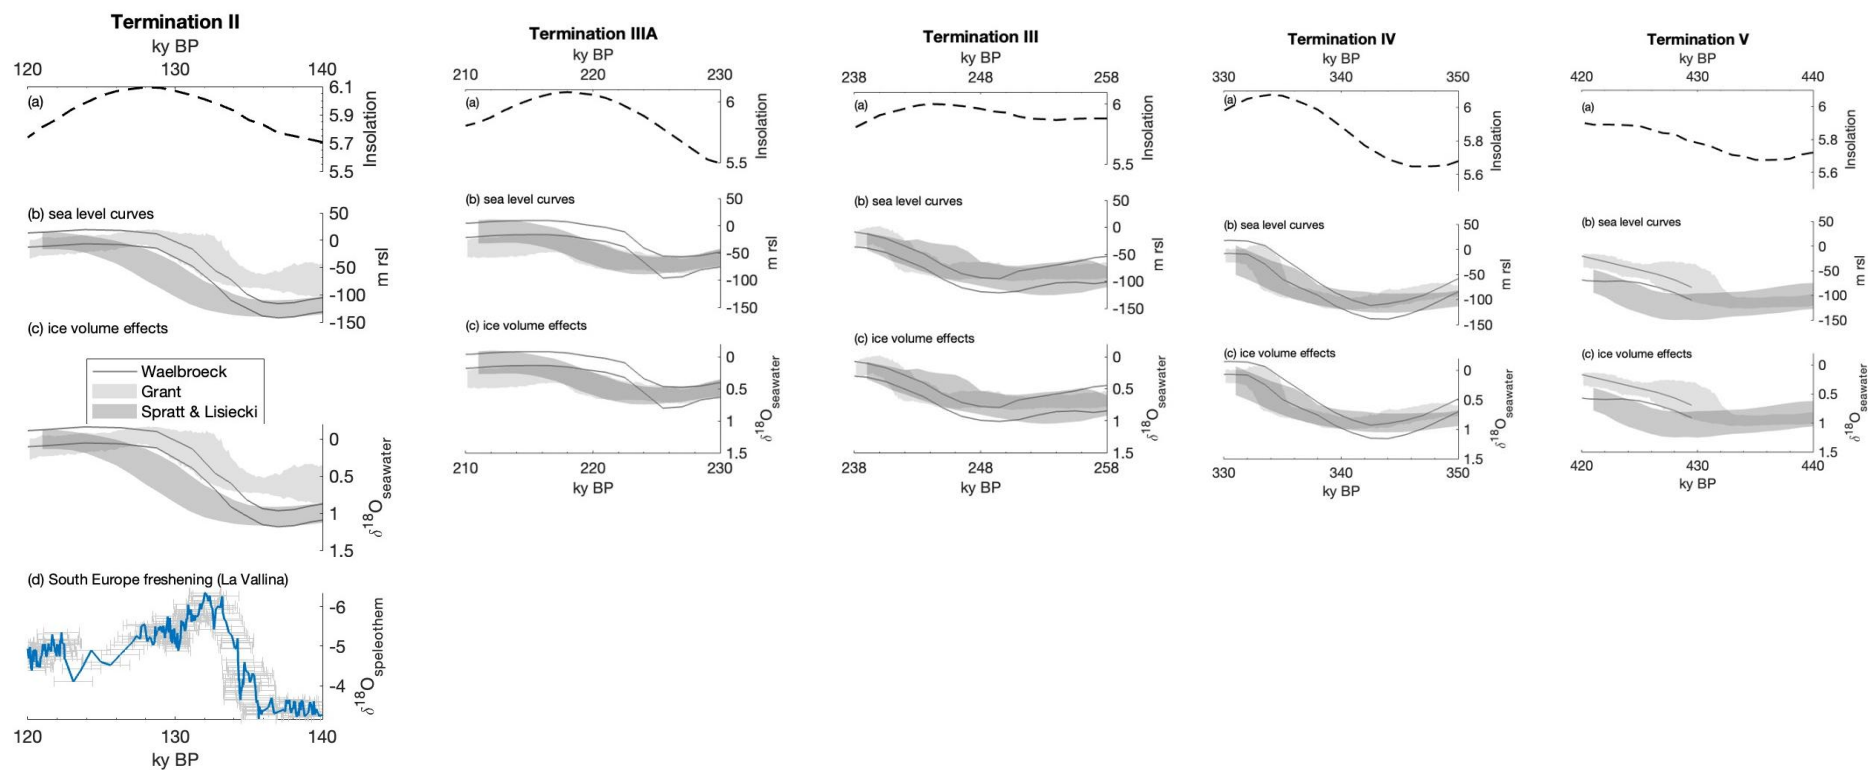 Termination II
ky BP
120 130 140
(a)
6.1
5.9
5.7
5.5
Insolation
(b) sea level curves
50
0
-50
-100
-150
m rsl
(c) ice volume effects
Waelbroeck
Grant
Spratt & Lisiecki
0
0.5
1
1.5
δ18Oseawater
(d) South Europe freshening (La Vallina)
-6
-5
-4
δ18Ospeleothem
120 130 140
ky BP
Termination IIIA
ky BP
210 220 230
(a)
6
5.5
Insolation
(b) sea level curves
50
0
-50
-100
-150
m rsl
(c) ice volume effects
0
0.5
1
1.5
δ18Oseawater
210 220 230
ky BP
Termination III
ky BP
238 248 258
(a)
6
5.5
Insolation
(b) sea level curves
50
0
-50
-100
-150
m rsl
(c) ice volume effects
0
0.5
1
1.5
δ18Oseawater
238 248 258
ky BP
Termination IV
ky BP
330 340 350
(a)
6
5.8
5.6
Insolation
(b) sea level curves
50
0
-50
-100
-150
m rsl
(c) ice volume effects
0
0.5
1
1.5
δ18Oseawater
330 340 350
ky BP
Termination V
ky BP
420 430 440
(a)
6
5.8
5.6
Insolation
(b) sea level curves
50
0
-50
-100
-150
m rsl
(c) ice volume effects
0
0.5
1
1.5
δ18Oseawater
420 430 440
ky BP